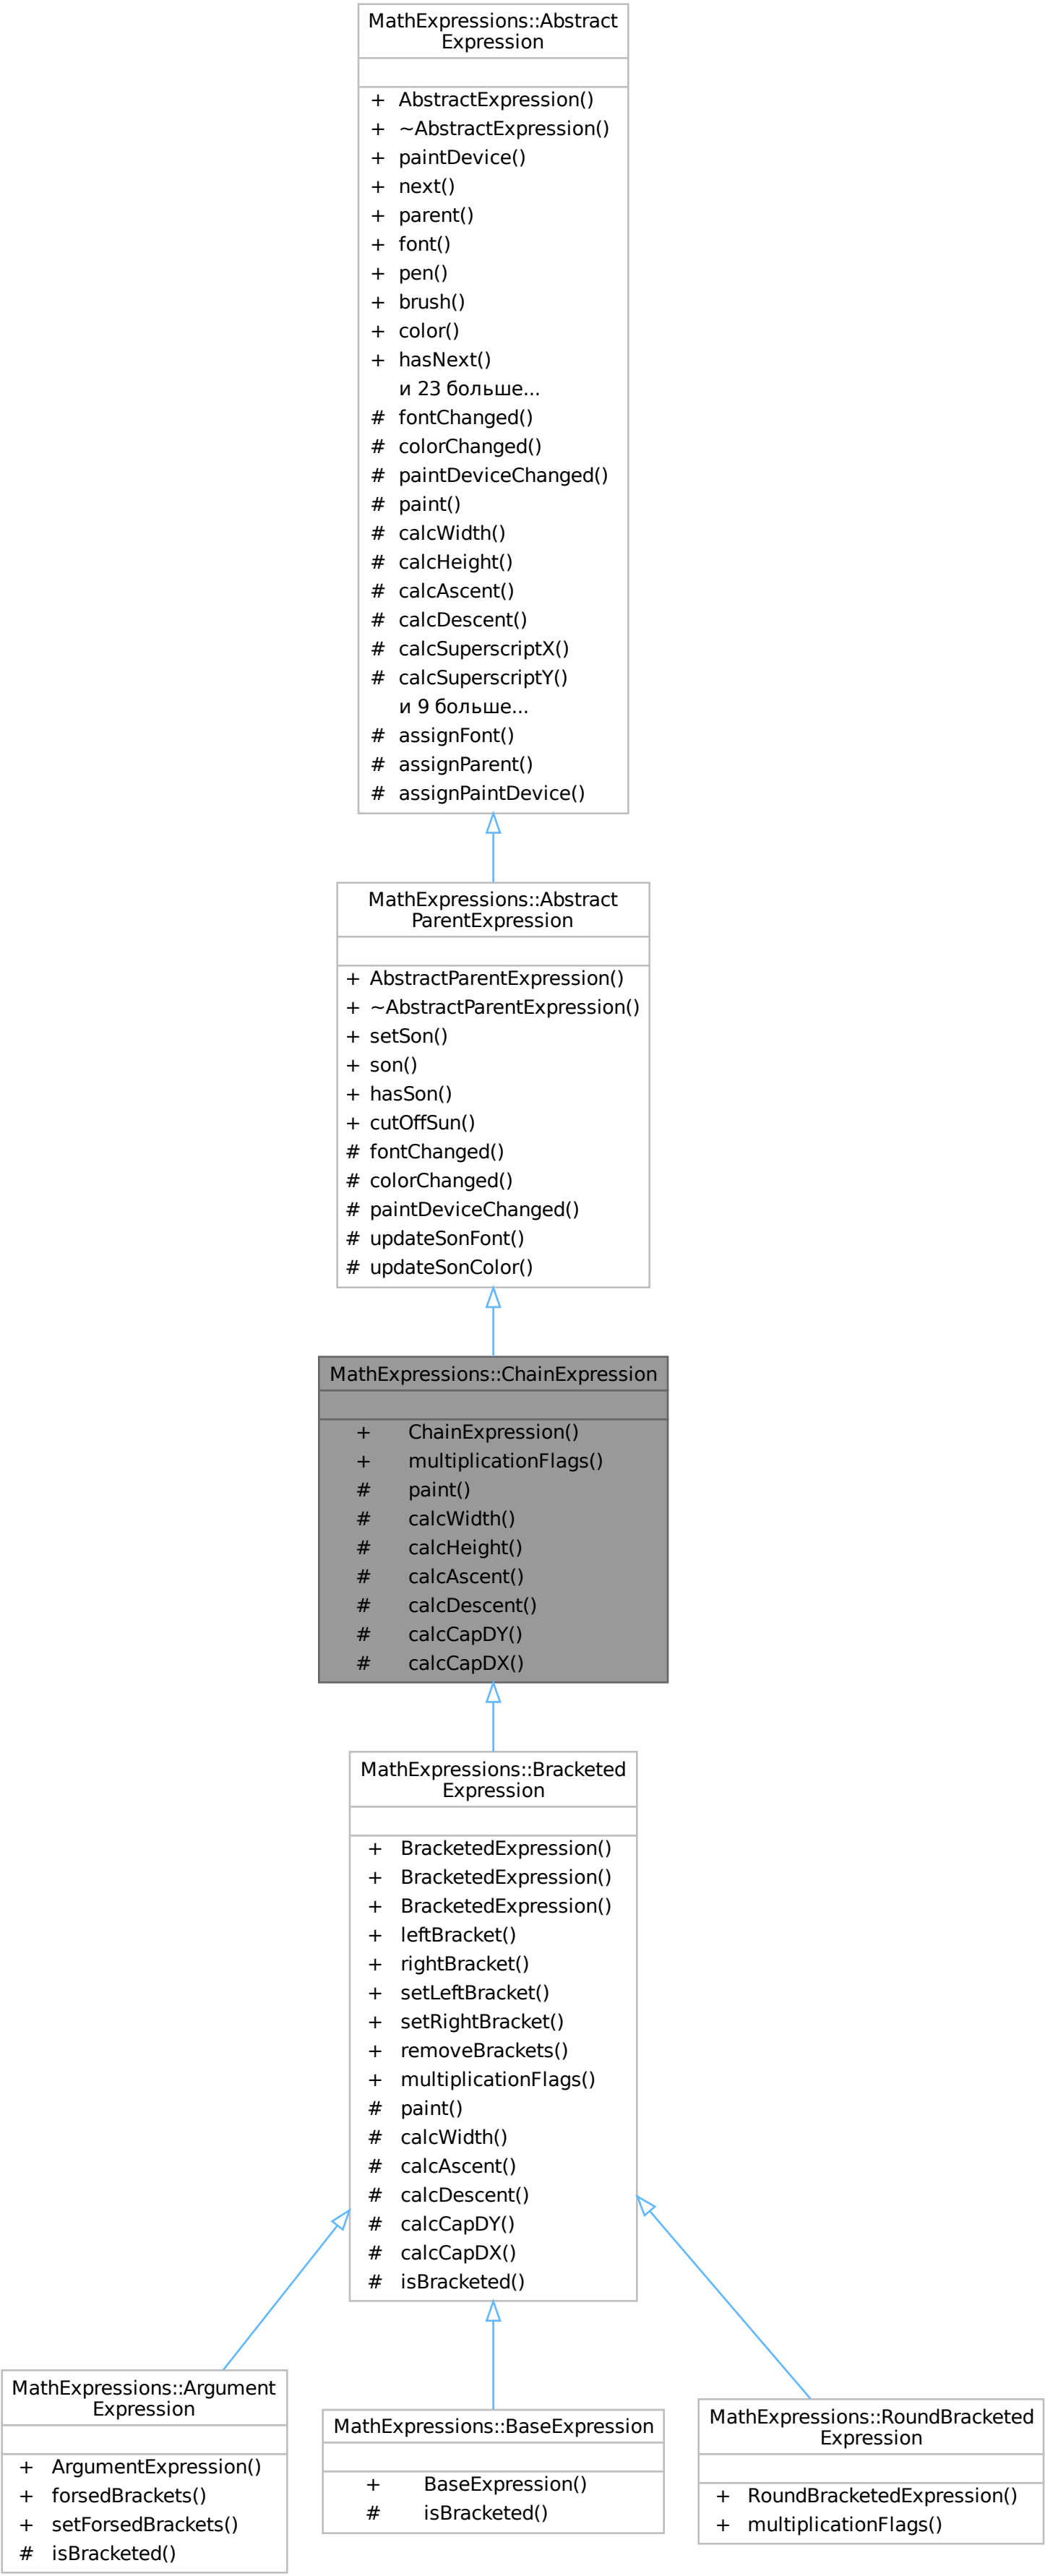 MathExpressions::Abstract
Expression
+ AbstractExpression()
+ ~AbstractExpression()
+ paintDevice()
+ next()
+ parent()
+ font()
+ pen()
+ brush()
+ color()
+ hasNext()
и 23 больше...
# fontChanged()
# colorChanged()
# paintDeviceChanged()
# paint()
# calcWidth()
# calcHeight()
# calcAscent()
# calcDescent()
# calcSuperscriptX()
# calcSuperscriptY()
и 9 больше...
# assignFont()
# assignParent()
# assignPaintDevice()
MathExpressions::Abstract
ParentExpression
+ AbstractParentExpression()
+ ~AbstractParentExpression()
+ setSon()
+ son()
+ hasSon()
+ cutOffSun()
# fontChanged()
# colorChanged()
# paintDeviceChanged()
# updateSonFont()
# updateSonColor()
MathExpressions::ChainExpression
+ ChainExpression()
+ multiplicationFlags()
# paint()
# calcWidth()
# calcHeight()
# calcAscent()
# calcDescent()
# calcCapDY()
# calcCapDX()
MathExpressions::Bracketed
Expression
+ BracketedExpression()
+ BracketedExpression()
+ BracketedExpression()
+ leftBracket()
+ rightBracket()
+ setLeftBracket()
+ setRightBracket()
+ removeBrackets()
+ multiplicationFlags()
# paint()
# calcWidth()
# calcAscent()
# calcDescent()
# calcCapDY()
# calcCapDX()
# isBracketed()
MathExpressions::Argument
Expression
+ ArgumentExpression()
+ forsedBrackets()
+ setForsedBrackets()
# isBracketed()
MathExpressions::BaseExpression
+ BaseExpression()
# isBracketed()
MathExpressions::RoundBracketed
Expression
+ RoundBracketedExpression()
+ multiplicationFlags()